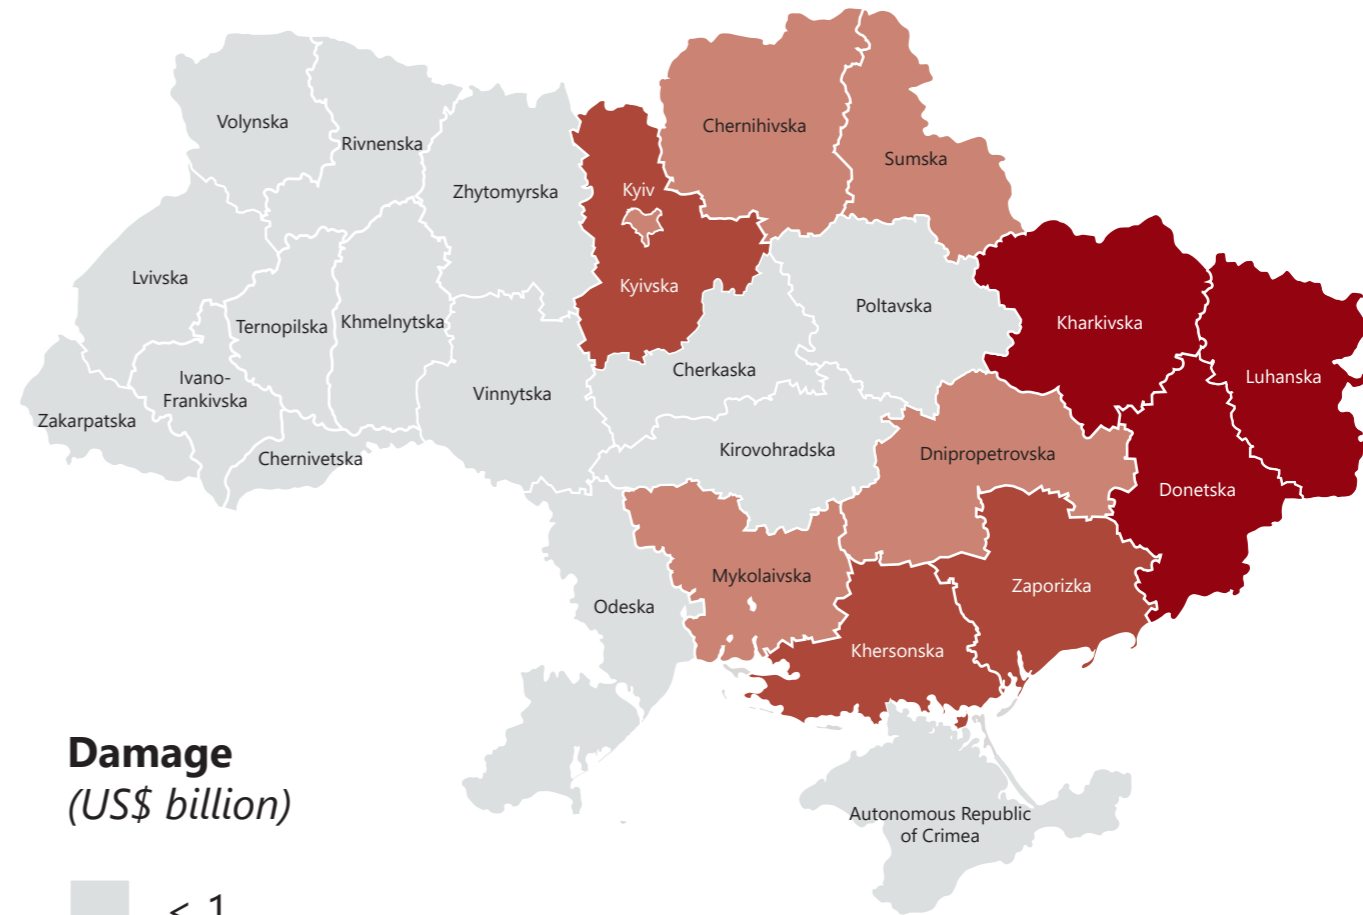 Volynska
Rivnenska
Chernihivska
Sumska
Zhytomyrska
Kyiv
Kyivska
Lvivska
Ternopilska
Khmelnytska
Poltavska
Kharkivska
Luhanska
Ivano-
Frankivska
Zakarpatska
Vinnytska
Cherkaska
Chernivetska
Kirovohradska
Dnipropetrovska
Donetska
Odeska
Mykolaivska
Zaporizka
Khersonska
Autonomous Republic
of Crimea
Damage
(US$ billion)
< 1